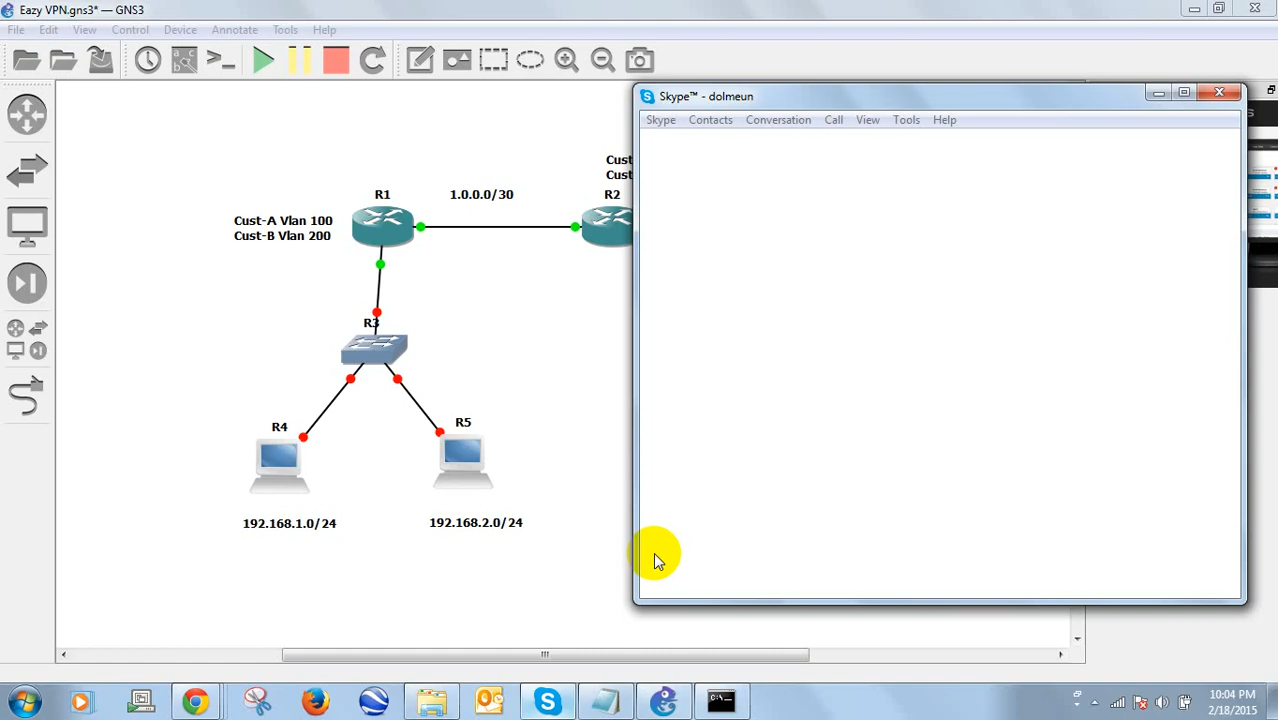 Eazy VPN.gns3* — GNS3
File Edit View Control Device Annotate Tools Help
Skype™ - dolmeun
Skype Contacts Conversation Call View Tools Help
Cust
Cust
R1
1.0.0.0/30
R2
Cust-A Vlan 100
Cust-B Vlan 200
R3
R4
R5
192.168.1.0/24
192.168.2.0/24
10:04 PM
2/18/2015